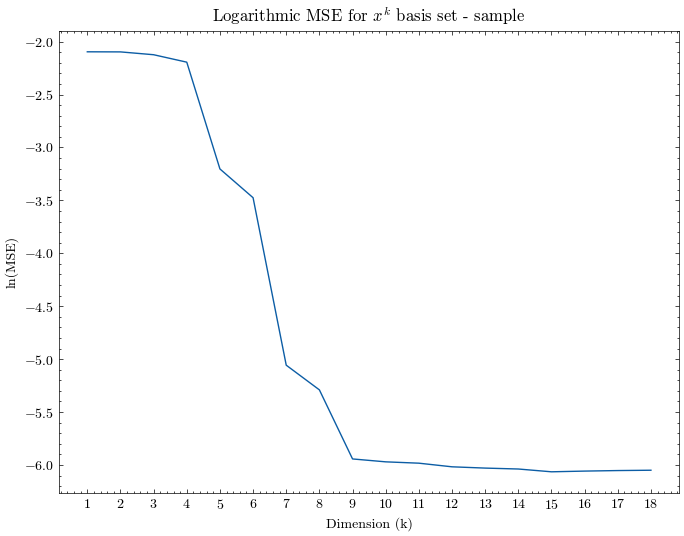 Logarithmic MSE for x^k basis set - sample
−2.0
−2.5
−3.0
−3.5
−4.0
−4.5
−5.0
−5.5
−6.0
ln(MSE)
1 2 3 4 5 6 7 8 9 10 11 12 13 14 15 16 17 18
Dimension (k)